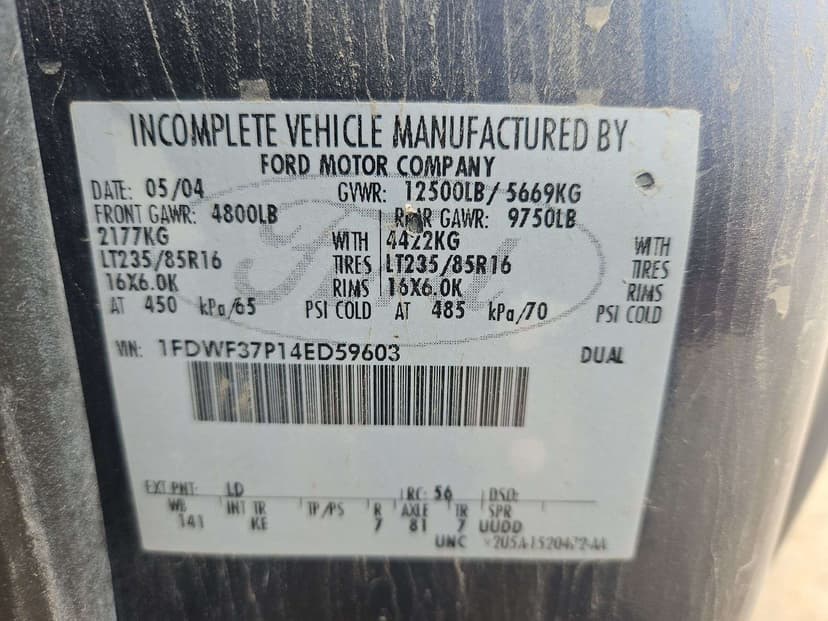 INCOMPLETE VEHICLE MANUFACTURED BY
FORD MOTOR COMPANY
DATE: 05/04 GVWR: 12500LB/ 5669KG
FRONT GAWR: 4800LB REAR GAWR: 9750LB
2177KG WITH 4422KG WITH
LT235/85R16 TIRES LT235/85R16 TIRES
16X6.0K RIMS 16X6.0K RIMS
AT 450 kPa/65 PSI COLD AT 485 kPa/70 PSI COLD
VIN: 1FDWF37P14ED59603 DUAL
EXT PNT: LD RC: 56 DSO:
WB INT TR TP/PS R AXLE TR SPR
141 KE 7 81 7 UUDD
UNC